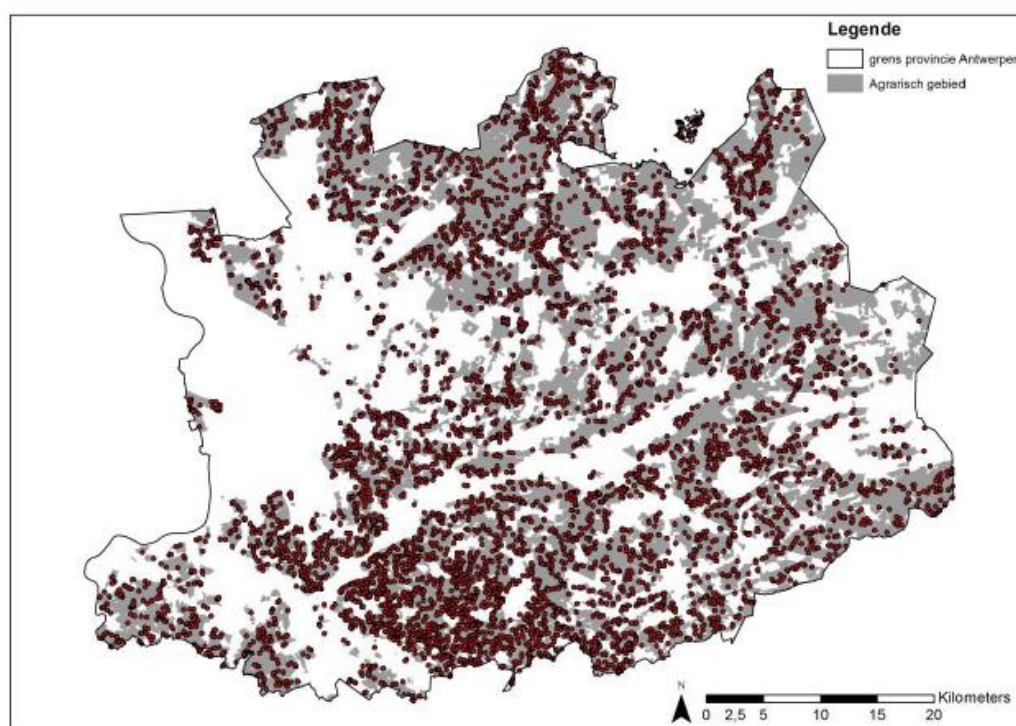 Legende
grens provincie Antwerpen
Agrarisch gebied
N
Kilometers
0 2,5 5 10 15 20